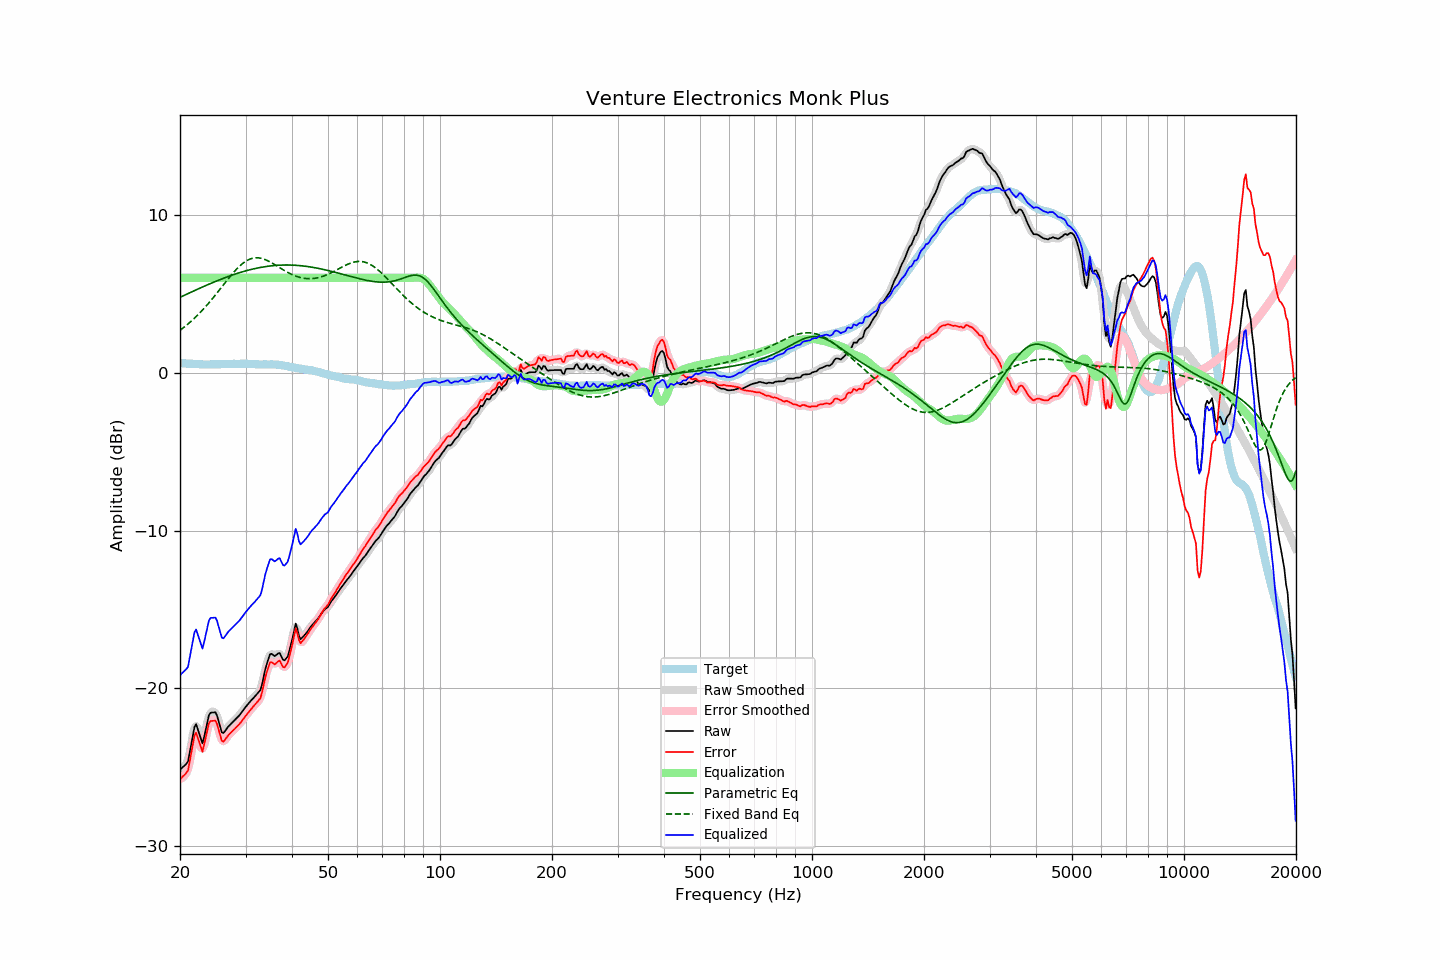 Venture Electronics Monk Plus
10
0
−10
−20
−30
Amplitude (dBr)
Target
Raw Smoothed
Error Smoothed
Raw
Error
Equalization
Parametric Eq
Fixed Band Eq
Equalized
20 50 100 200 500 1000 2000 5000 10000 20000
Frequency (Hz)